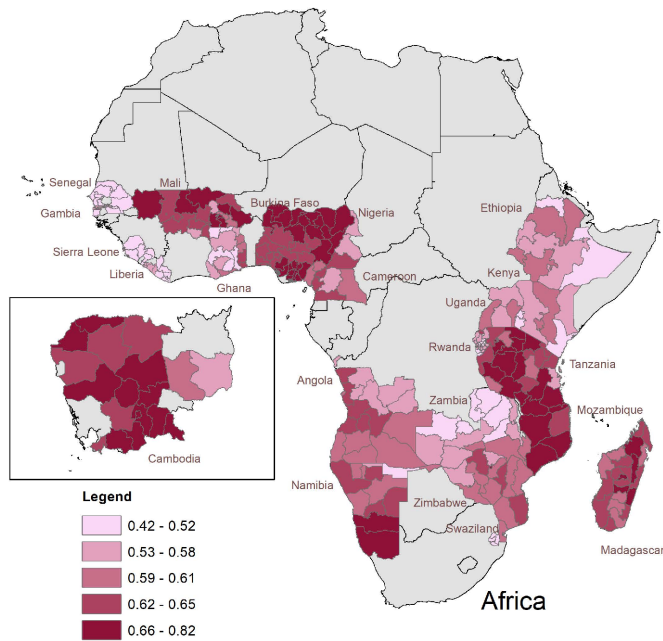 Senegal
Mali
Gambia
Burkina Faso
Nigeria
Ethiopia
Sierra Leone
Liberia
Ghana
Cameroon
Kenya
Uganda
Rwanda
Tanzania
Angola
Zambia
Mozambique
Cambodia
Namibia
Zimbabwe
Swaziland
Madagascar
Legend
0.42 - 0.52
0.53 - 0.58
0.59 - 0.61
0.62 - 0.65
0.66 - 0.82
Africa